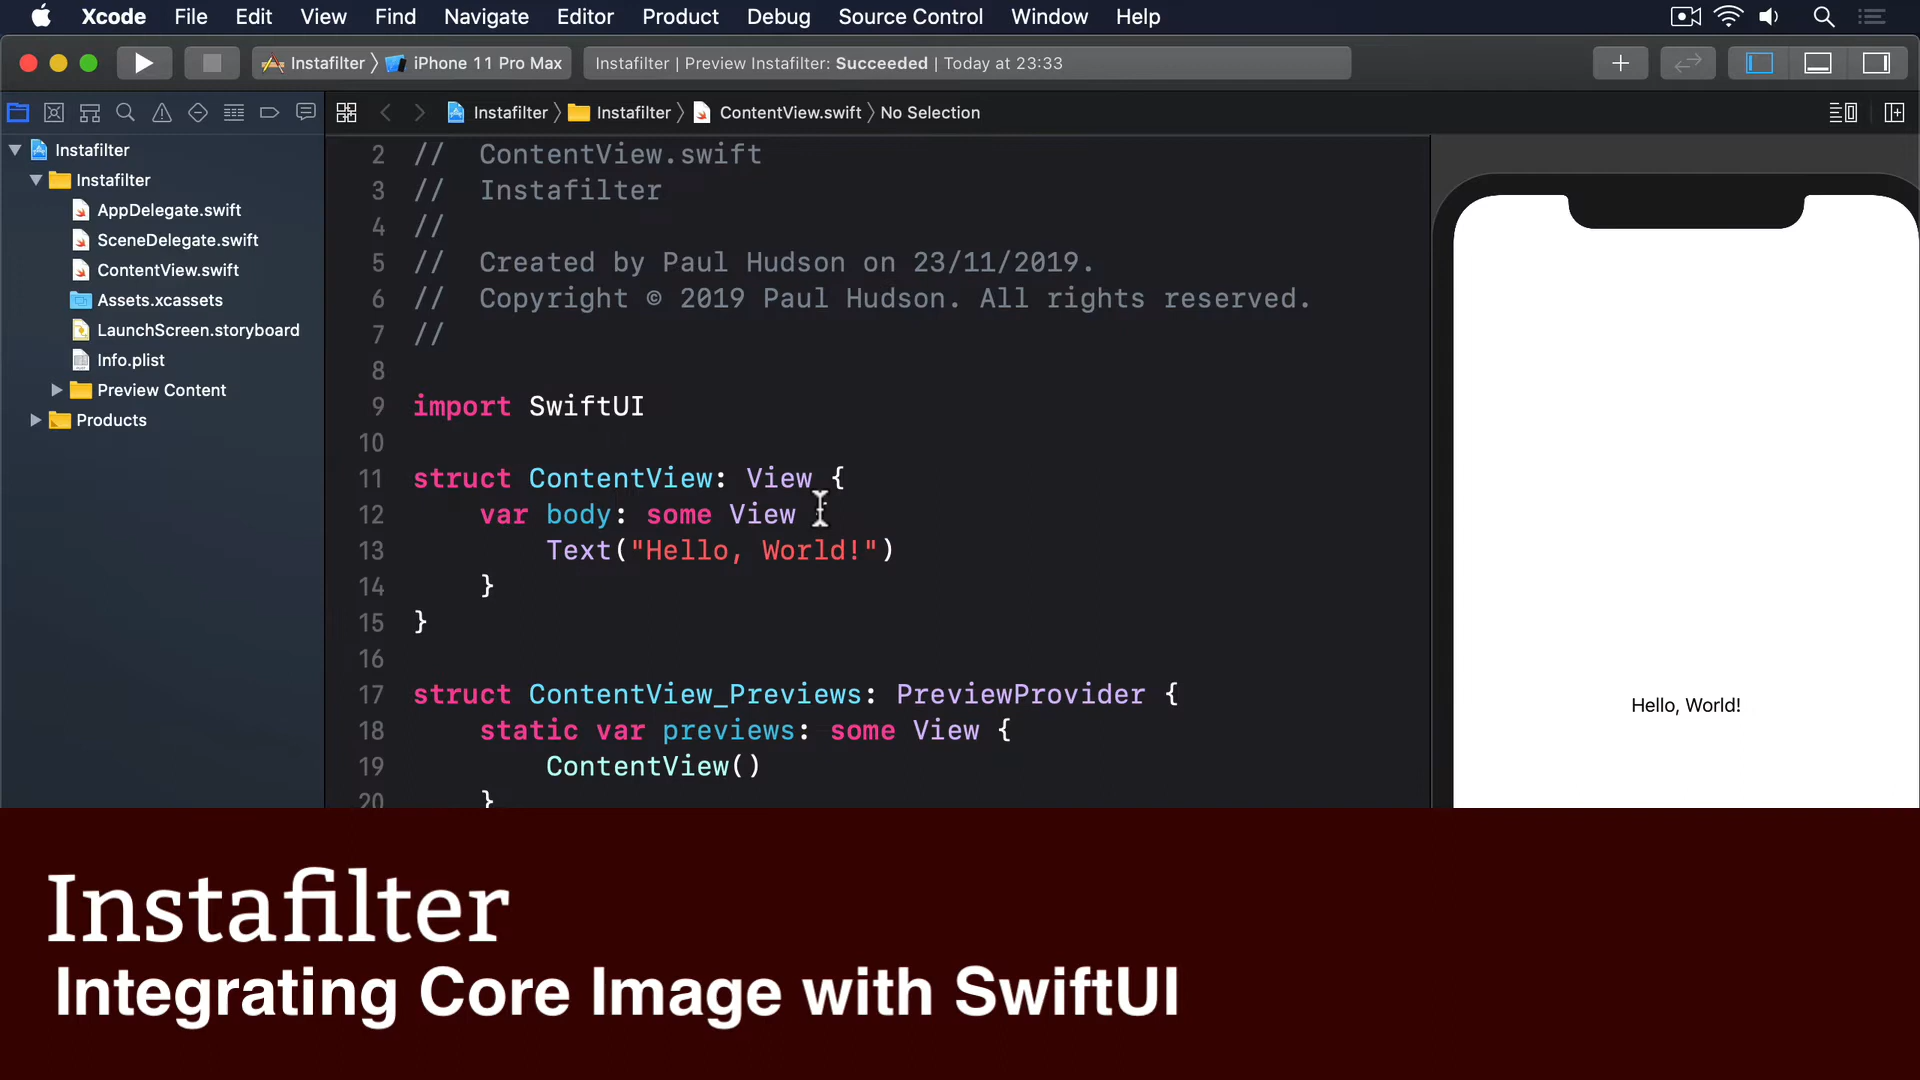 Xcode File Edit View Find Navigate Editor Product Debug Source Control Window Help
Instafilter iPhone 11 Pro Max
Instafilter | Preview Instafilter: Succeeded | Today at 23:33
Instafilter Instafilter ContentView.swift No Selection
Instafilter
Instafilter
AppDelegate.swift
SceneDelegate.swift
ContentView.swift
Assets.xcassets
LaunchScreen.storyboard
Info.plist
Preview Content
Products
2 // ContentView.swift
3 // Instafilter
4 //
5 // Created by Paul Hudson on 23/11/2019.
6 // Copyright © 2019 Paul Hudson. All rights reserved.
7 //
8
9 import SwiftUI
10
11 struct ContentView: View {
12 var body: some View
13 Text("Hello, World!")
14 }
15 }
16
17 struct ContentView_Previews: PreviewProvider {
18 static var previews: some View {
19 ContentView()
20 }
Hello, World!
Instafilter
Integrating Core Image with SwiftUI